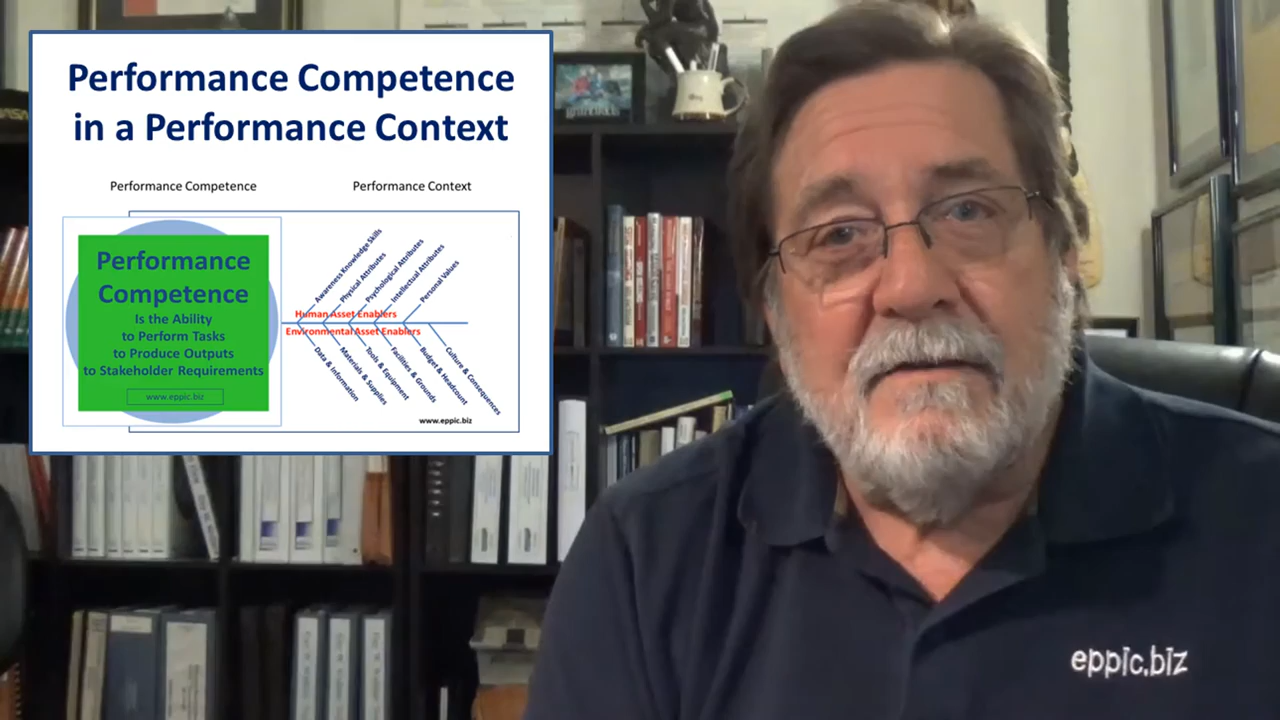 Performance Competence
in a Performance Context
Performance Competence
Performance Context
Performance
Competence
Is the Ability
to Perform Tasks
to Produce Outputs
to Stakeholder Requirements
www.eppic.biz
Awareness Knowledge Skills
Physical Attributes
Psychological Attributes
Intellectual Attributes
Personal Values
Human Asset Enablers
Environmental Asset Enablers
Data & Information
Materials & Supplies
Tools & Equipment
Facilities & Grounds
Budget & Headcount
Culture & Consequences
www.eppic.biz
eppic.biz